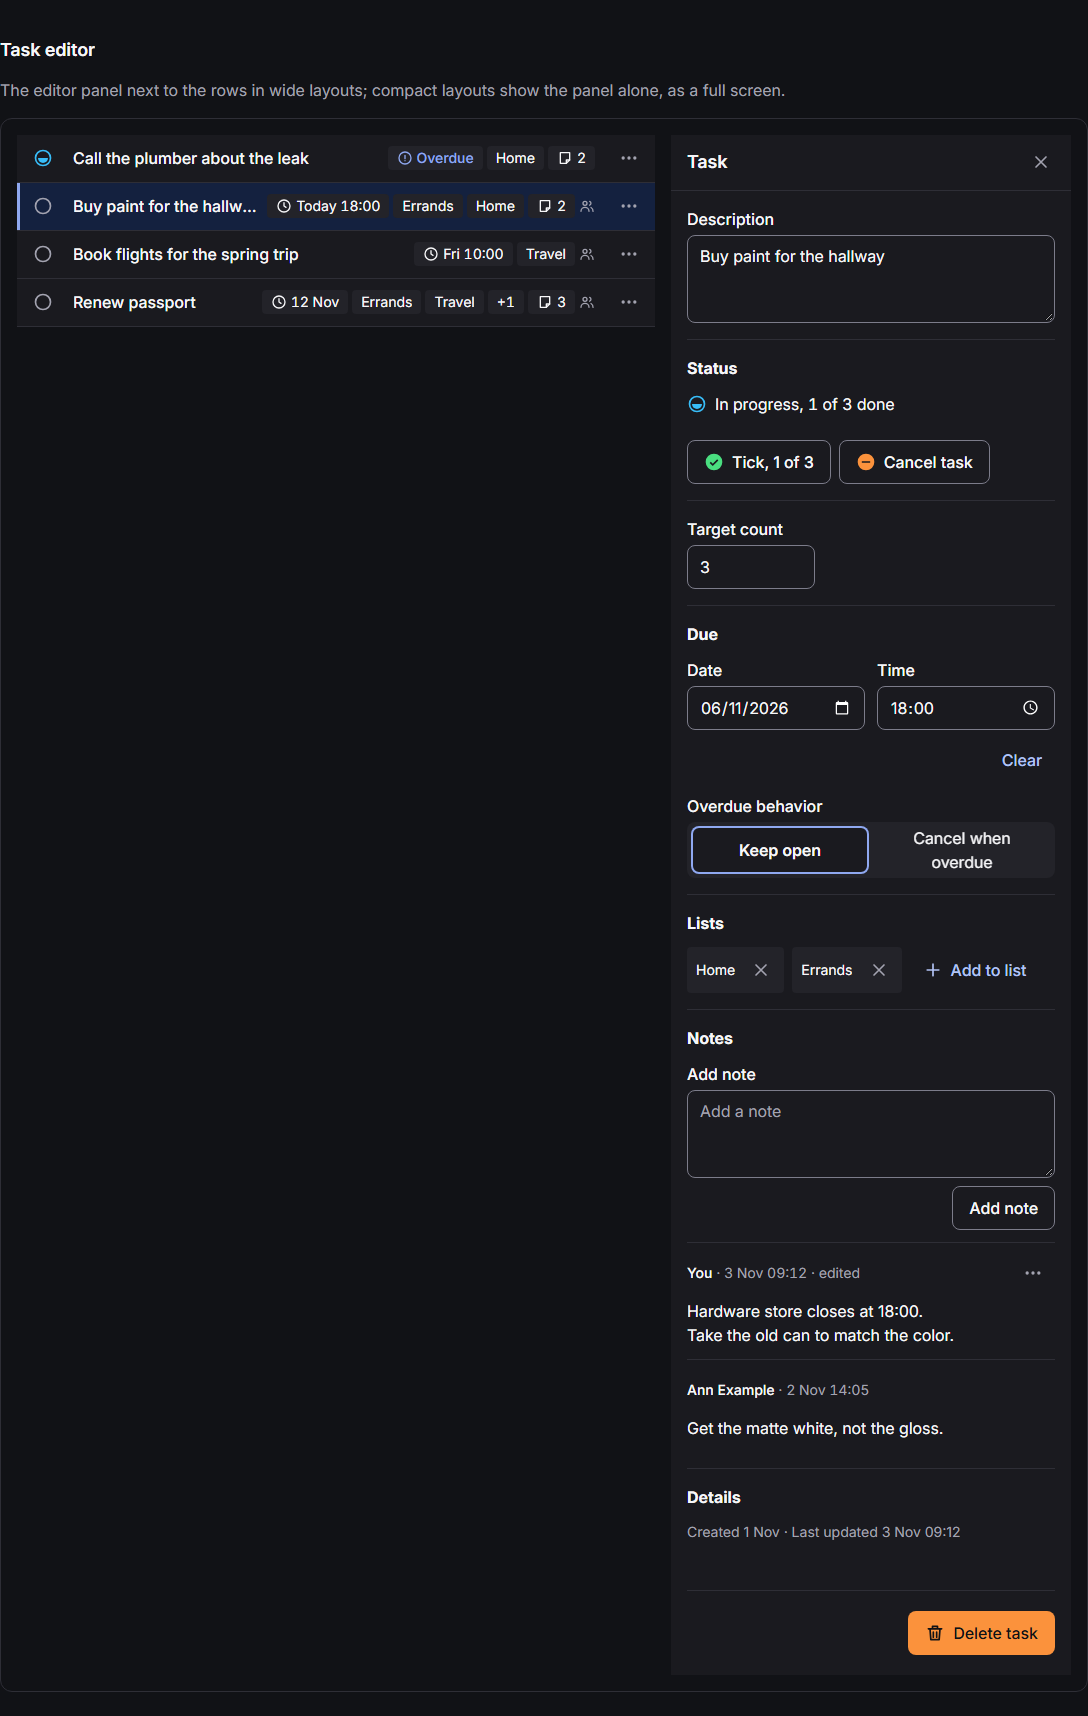 Task editor
The editor panel next to the rows in wide layouts; compact layouts show the panel alone, as a full screen.
Call the plumber about the leak Overdue Home 2
Buy paint for the hallw... Today 18:00 Errands Home 2
Book flights for the spring trip Fri 10:00 Travel
Renew passport 12 Nov Errands Travel +1 3
Task
Description
Buy paint for the hallway
Status
In progress, 1 of 3 done
Tick, 1 of 3 Cancel task
Target count
3
Due
Date Time
06/11/2026 18:00
Clear
Overdue behavior
Keep open
Cancel when
overdue
Lists
Home Errands Add to list
Notes
Add note
Add a note
Add note
You · 3 Nov 09:12 · edited
Hardware store closes at 18:00.
Take the old can to match the color.
Ann Example · 2 Nov 14:05
Get the matte white, not the gloss.
Details
Created 1 Nov · Last updated 3 Nov 09:12
Delete task